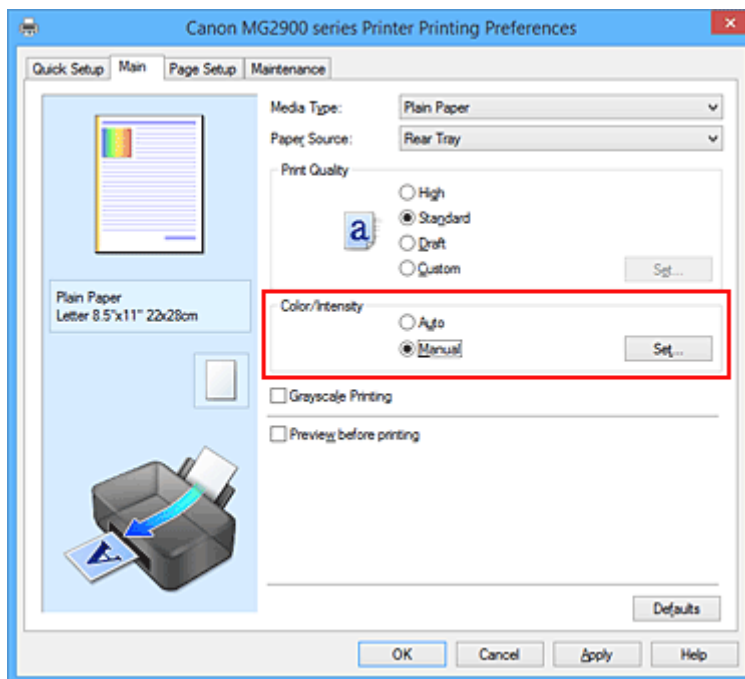 Canon MG2900 series Printer Printing Preferences
Quick Setup Main Page Setup Maintenance
Media Type: Plain Paper
Paper Source: Rear Tray
Print Quality
High
Standard
Draft
Custom Set...
a
Plain Paper
Letter 8.5"x11" 22x28cm
Color/Intensity
Auto
Manual Set...
Grayscale Printing
Preview before printing
A
Defaults
OK Cancel Apply Help